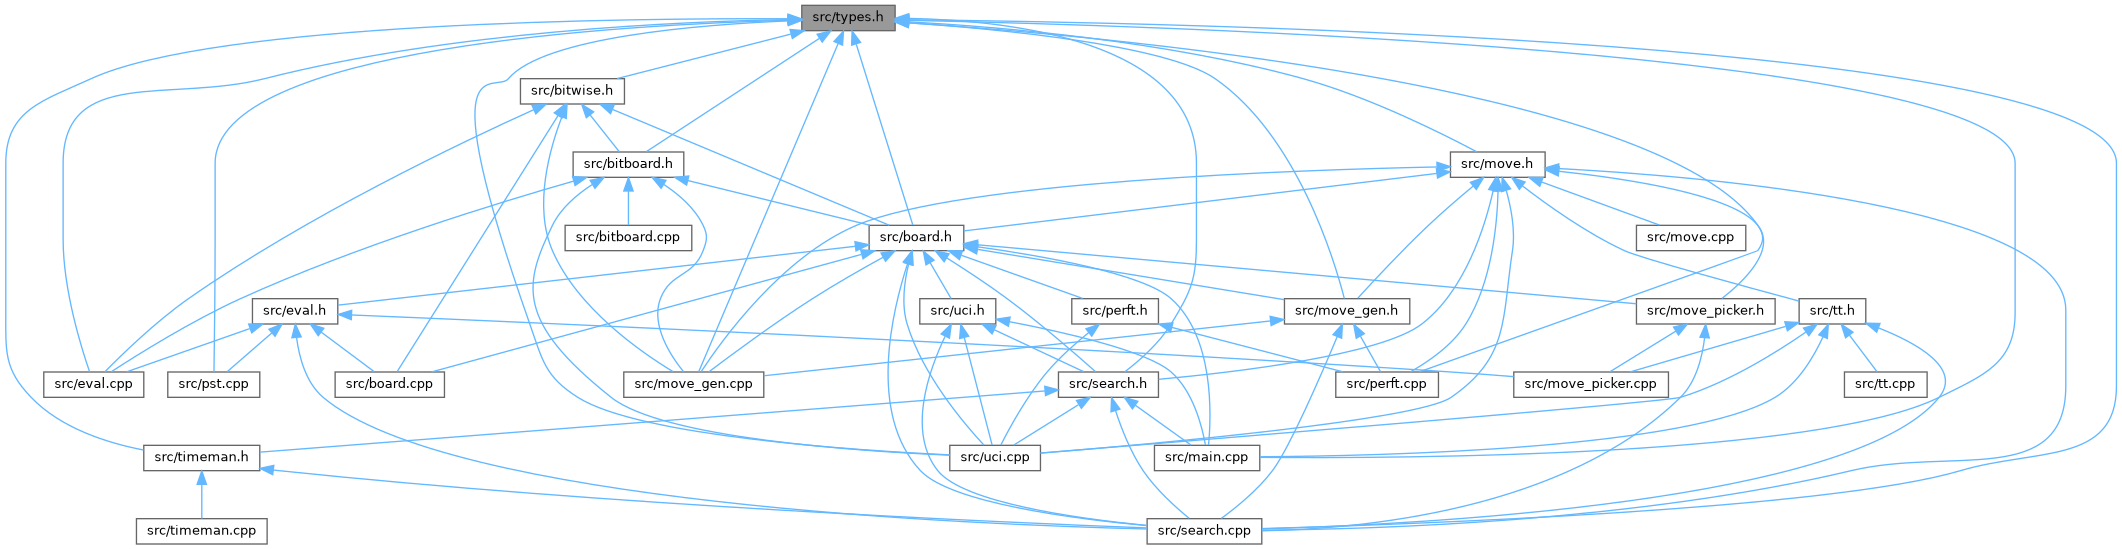 src/types.h
src/bitwise.h
src/bitboard.h
src/move.h
src/bitboard.cpp
src/board.h
src/move.cpp
src/eval.h
src/uci.h
src/perft.h
src/move_gen.h
src/move_picker.h
src/tt.h
src/eval.cpp
src/pst.cpp
src/board.cpp
src/move_gen.cpp
src/search.h
src/perft.cpp
src/move_picker.cpp
src/tt.cpp
src/timeman.h
src/uci.cpp
src/main.cpp
src/timeman.cpp
src/search.cpp